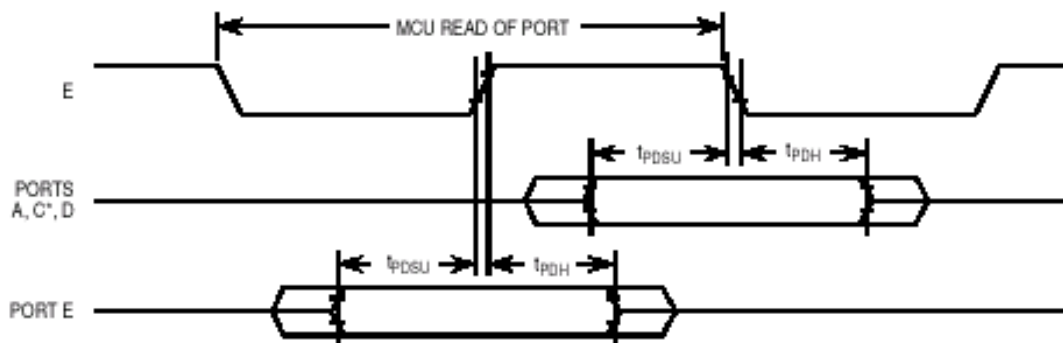 MCU READ OF PORT
E
tPDSU
tPDH
PORTS
A, C*, D
tPDSU
tPDH
PORT E